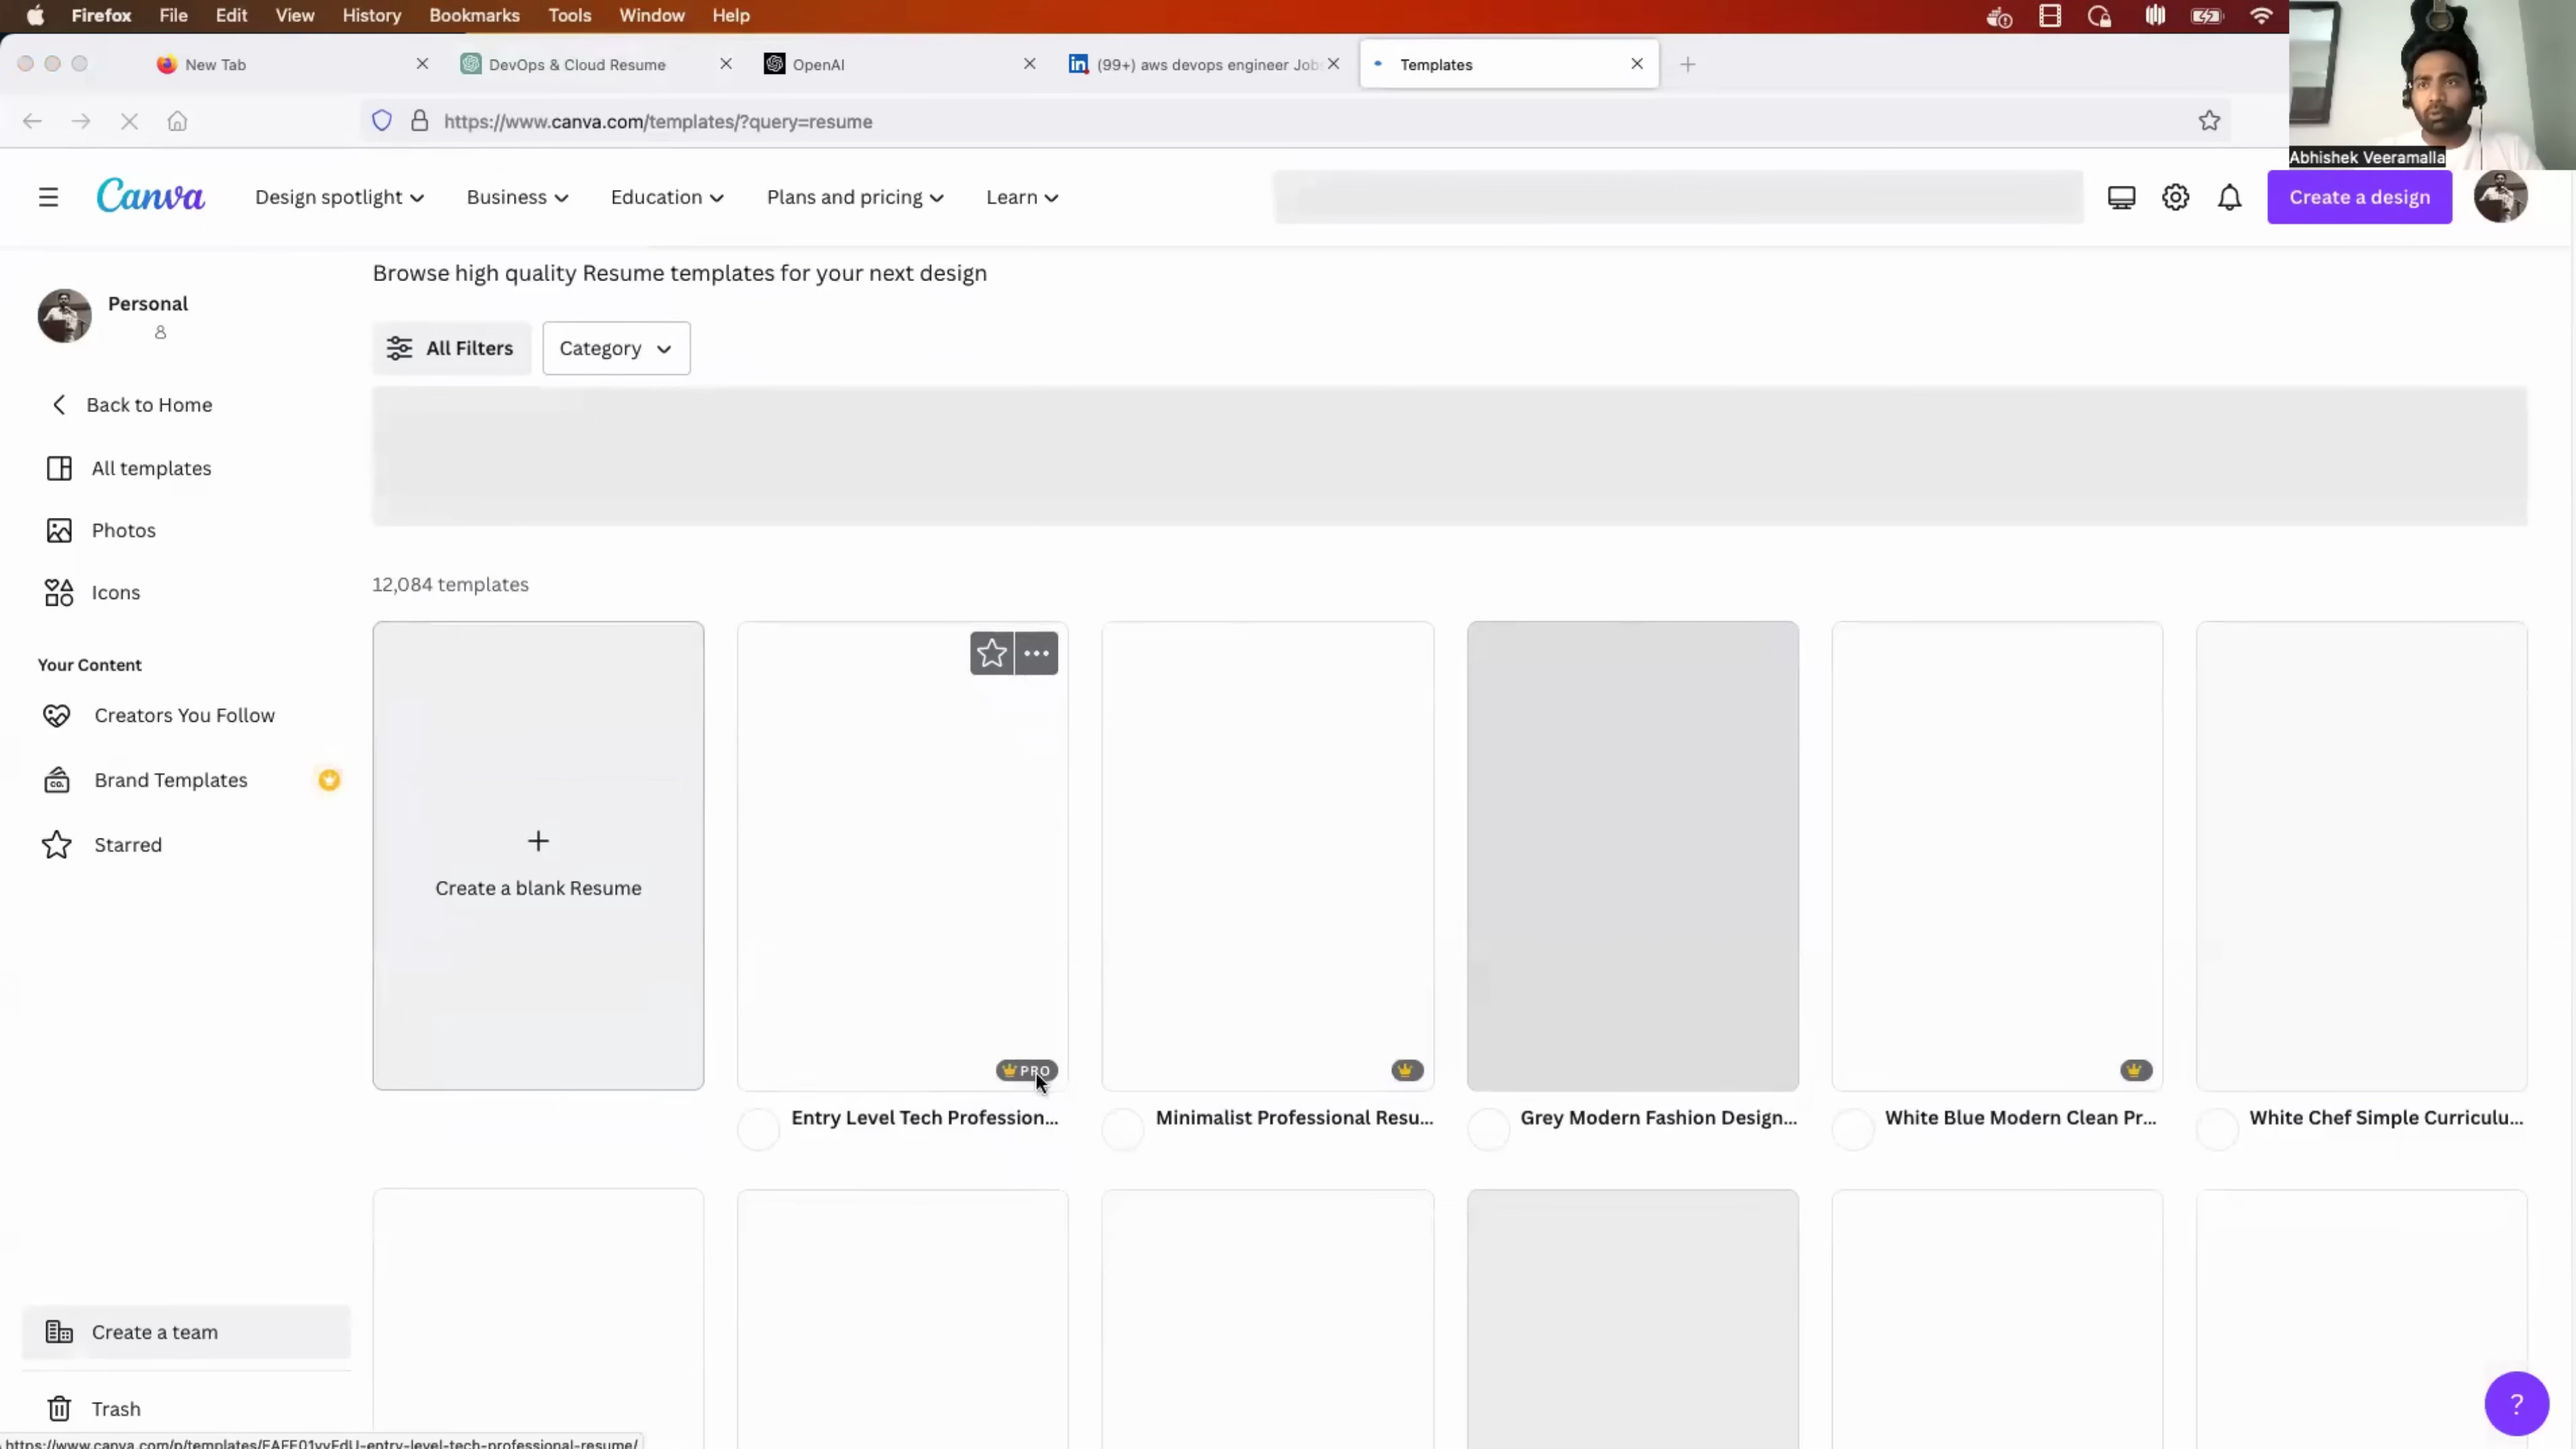 Firefox File Edit View History Bookmarks Tools Window Help
New Tab DevOps & Cloud Resume OpenAI (99+) aws devops engineer Job Templates
https://www.canva.com/templates/?query=resume
Abhishek Veeramalla
Canva Design spotlight Business Education Plans and pricing Learn Create a design
Browse high quality Resume templates for your next design
Personal
All Filters Category
Back to Home
All templates
Photos
Icons
12,084 templates
Your Content
Creators You Follow
Brand Templates
Starred
CO.
Create a blank Resume
PRO
Entry Level Tech Profession... Minimalist Professional Resu... Grey Modern Fashion Design... White Blue Modern Clean Pr... White Chef Simple Curriculu...
Create a team
Trash
?
https://www.canva.com/p/templates/EAFE01yyFdU-entry-level-tech-professional-resume/